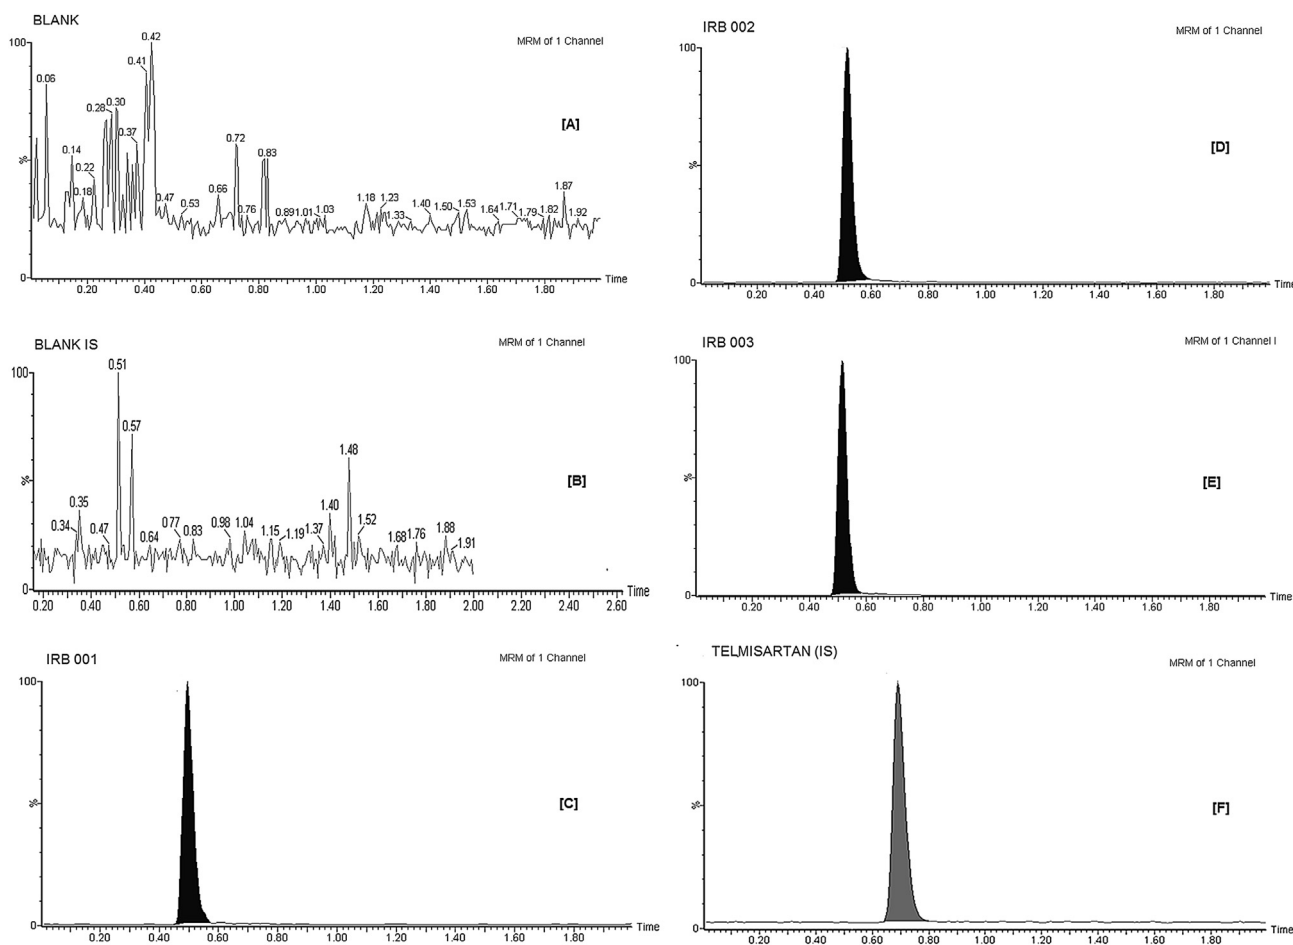 BLANK
MRM of 1 Channel
100
0.42
0.41
0.06
0.28
0.30
0.37
0.14
0.22
0.18
0.47
0.53
0.66
0.72
0.76
0.83
0.89
1.01
1.03
1.18
1.23
1.33
1.40
1.50
1.53
1.64
1.71
1.79
1.82
1.87
1.92
%
[A]
0
Time
0.20 0.40 0.60 0.80 1.00 1.20 1.40 1.60 1.80
BLANK IS
MRM of 1 Channel
100
0.51
0.57
0.35
0.34
0.47
0.64
0.77
0.83
0.98
1.04
1.15
1.19
1.37
1.40
1.48
1.52
1.68
1.76
1.88
1.91
%
[B]
0
Time
0.20 0.40 0.60 0.80 1.00 1.20 1.40 1.60 1.80 2.00 2.20 2.40 2.60
IRB 001
MRM of 1 Channel
100
%
[C]
0
Time
0.20 0.40 0.60 0.80 1.00 1.20 1.40 1.60 1.80
IRB 002
MRM of 1 Channel
100
%
[D]
0
Time
0.20 0.40 0.60 0.80 1.00 1.20 1.40 1.60 1.80
IRB 003
MRM of 1 Channel I
100
%
[E]
0
Time
0.20 0.40 0.60 0.80 1.00 1.20 1.40 1.60 1.80
TELMISARTAN (IS)
MRM of 1 Channel
100
%
[F]
0
Time
0.20 0.40 0.60 0.80 1.00 1.20 1.40 1.60 1.80